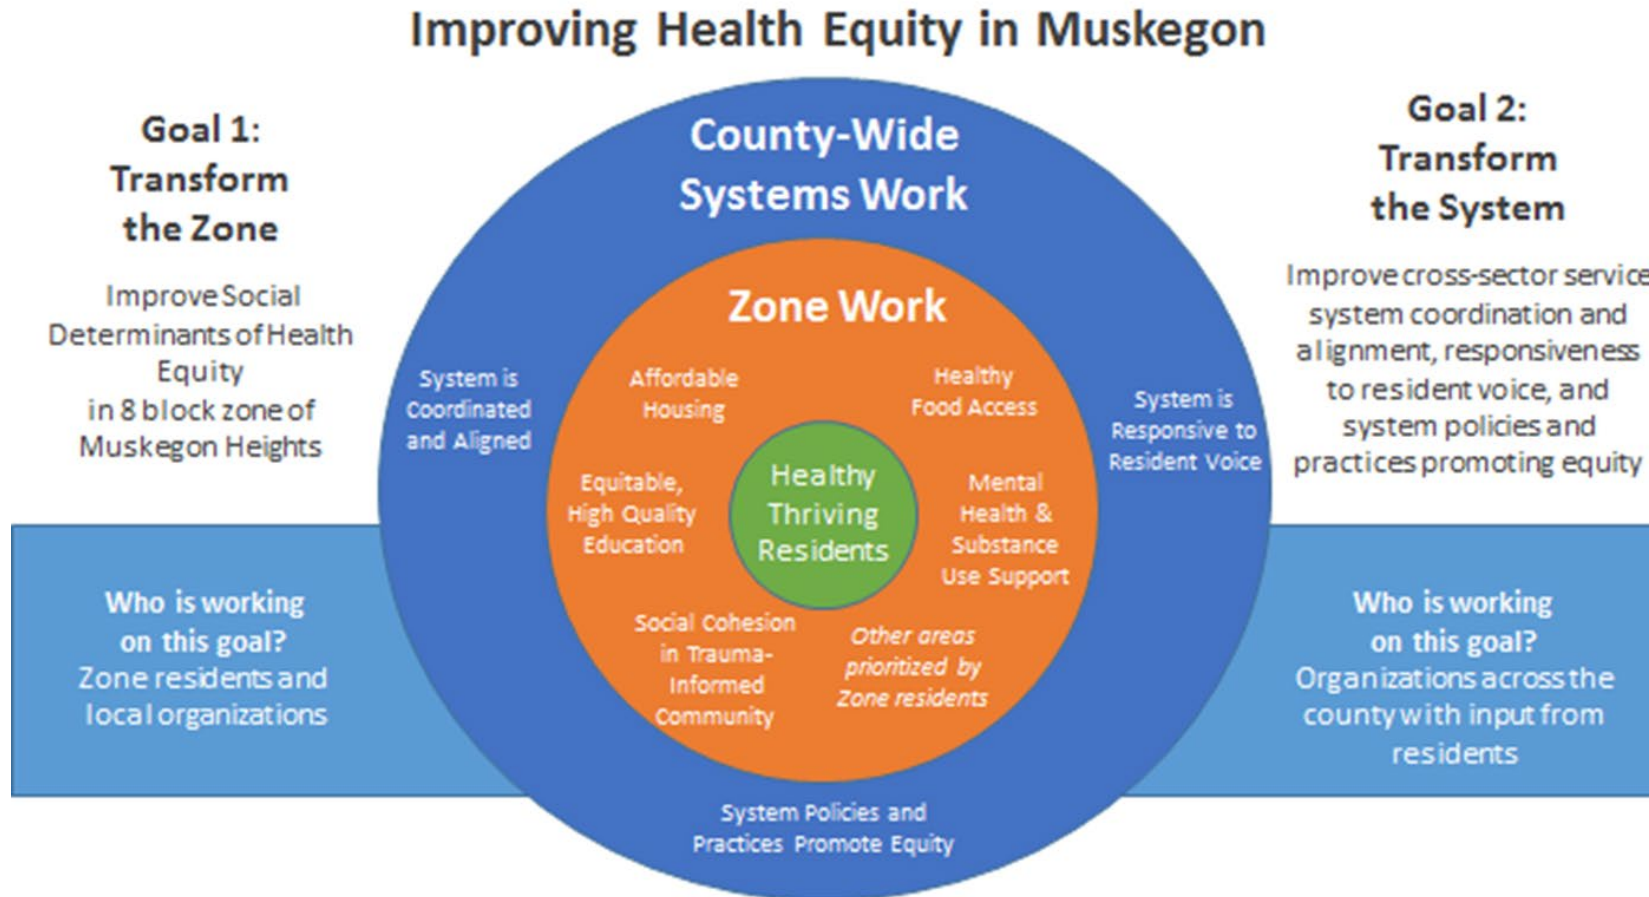 Improving Health Equity in Muskegon
Goal 1:
Transform
the Zone
Improve Social
Determinants of Health
Equity
in 8 block zone of
Muskegon Heights
Who is working
on this goal?
Zone residents and
local organizations
County-Wide
Systems Work
System is
Coordinated
and Aligned
System is
Responsive to
Resident Voice
System Policies and
Practices Promote Equity
Zone Work
Affordable
Housing
Healthy
Food Access
Equitable,
High Quality
Education
Mental
Health &
Substance
Use Support
Social Cohesion
in Trauma-
Informed
Community
Other areas
prioritized by
Zone residents
Healthy
Thriving
Residents
Goal 2:
Transform
the System
Improve cross-sector service
system coordination and
alignment, responsiveness
to resident voice, and
system policies and
practices promoting equity
Who is working
on this goal?
Organizations across the
county with input from
residents